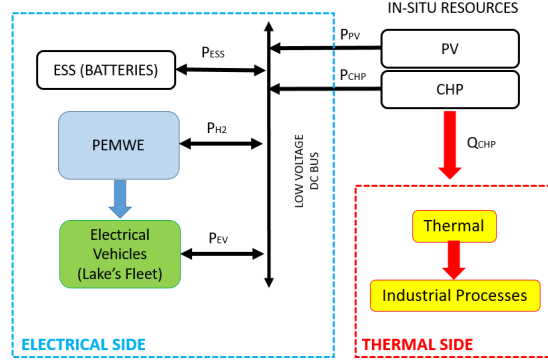 IN-SITU RESOURCES
PPV
PV
ESS (BATTERIES)
PESS
PCHP
CHP
PEMWE
PH2
LOW VOLTAGE
DC BUS
QCHP
Electrical
Vehicles
(Lake's Fleet)
PEV
Thermal
Industrial Processes
ELECTRICAL SIDE
THERMAL SIDE